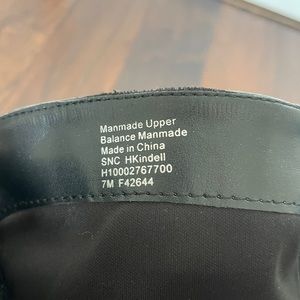 Manmade Upper
Balance Manmade
Made in China
SNC HKindell
H10002767700
7M F42644